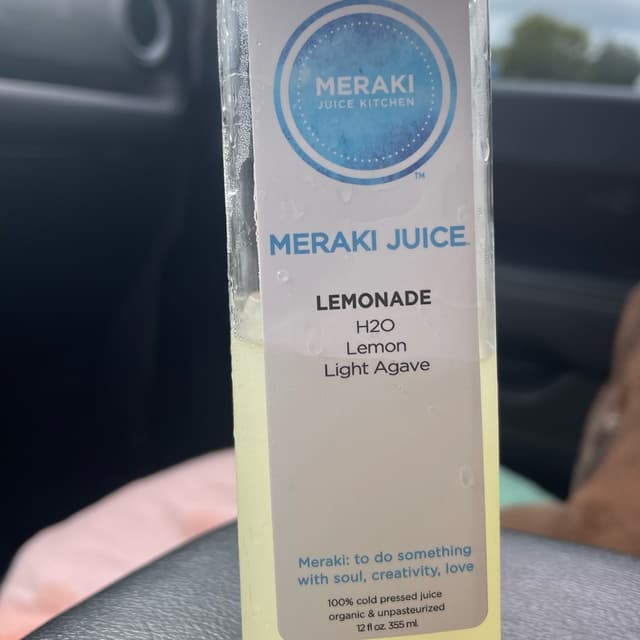 MERAKI
JUICE KITCHEN
TM
MERAKI JUICE
LEMONADE
H2O
Lemon
Light Agave
Meraki: to do something
with soul, creativity, love
100% cold pressed juice
organic & unpasteurized
12 fl oz. 355 ml